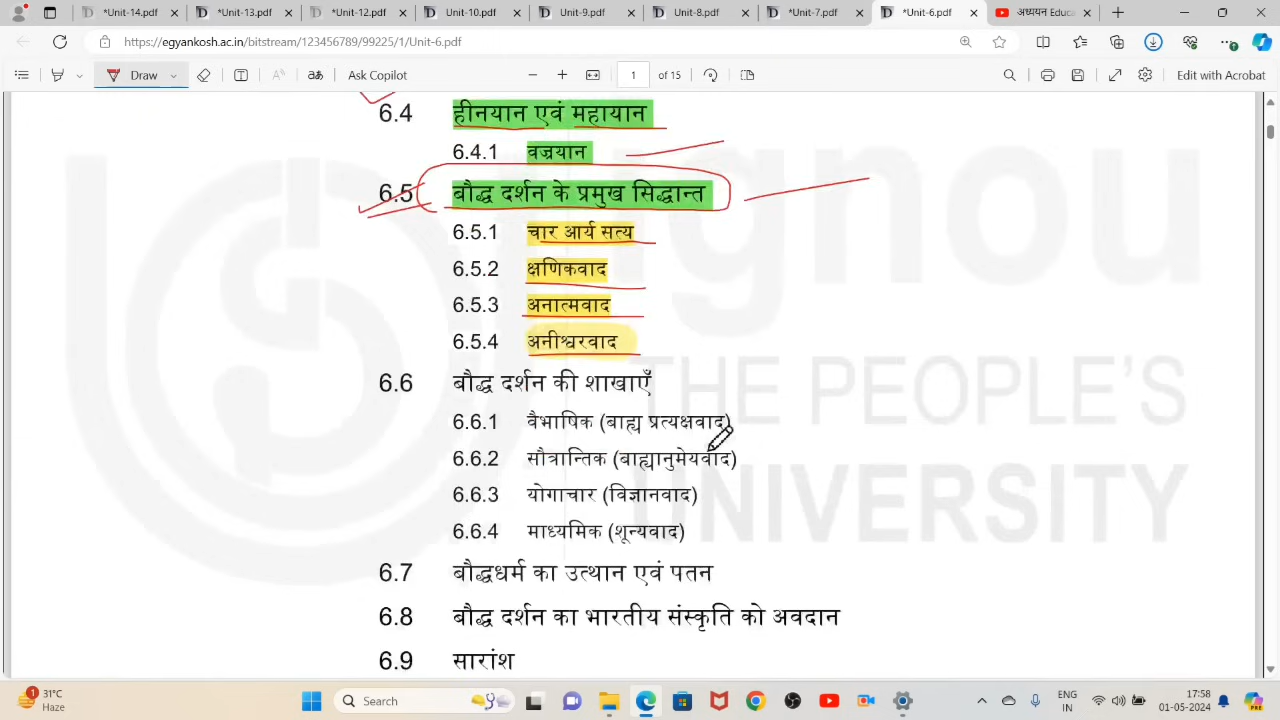 *Unit-14.pdf
*Unit-13.pdf
*Unit-12.pdf
Unit-10.pdf
Unit-9.pdf
Unit-8.pdf
*Unit-7.pdf
*Unit-6.pdf
अध्ययन Educa
https://egyankosh.ac.in/bitstream/123456789/99225/1/Unit-6.pdf
Draw
Ask Copilot
1 of 15
Edit with Acrobat
6.4 हीनयान एवं महायान
6.4.1 वज्रयान
6.5 बौद्ध दर्शन के प्रमुख सिद्धान्त
6.5.1 चार आर्य सत्य
6.5.2 क्षणिकवाद
6.5.3 अनात्मवाद
6.5.4 अनीश्वरवाद
6.6 बौद्ध दर्शन की शाखाएँ
6.6.1 वैभाषिक (बाह्य प्रत्यक्षवाद)
6.6.2 सौत्रान्तिक (बाह्यानुमेयवाद)
6.6.3 योगाचार (विज्ञानवाद)
6.6.4 माध्यमिक (शून्यवाद)
6.7 बौद्धधर्म का उत्थान एवं पतन
6.8 बौद्ध दर्शन का भारतीय संस्कृति को अवदान
6.9 सारांश
ignou
THE PEOPLE'S
UNIVERSITY
1
31°C
Haze
Search
ENG
IN
17:58
01-05-2024